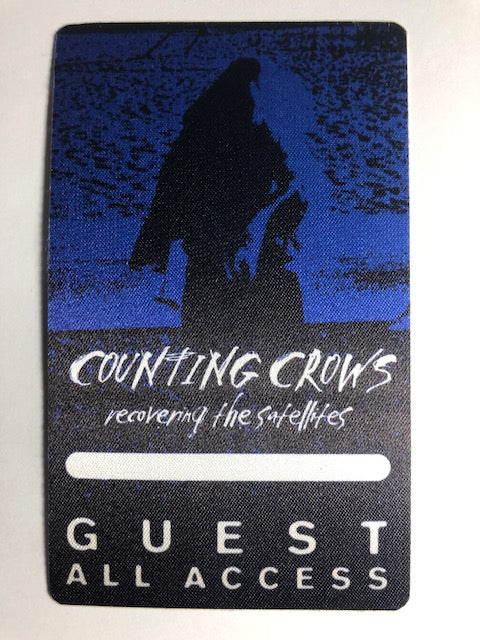 COUNTING CROWS
recovering the satellites
GUEST
ALL ACCESS